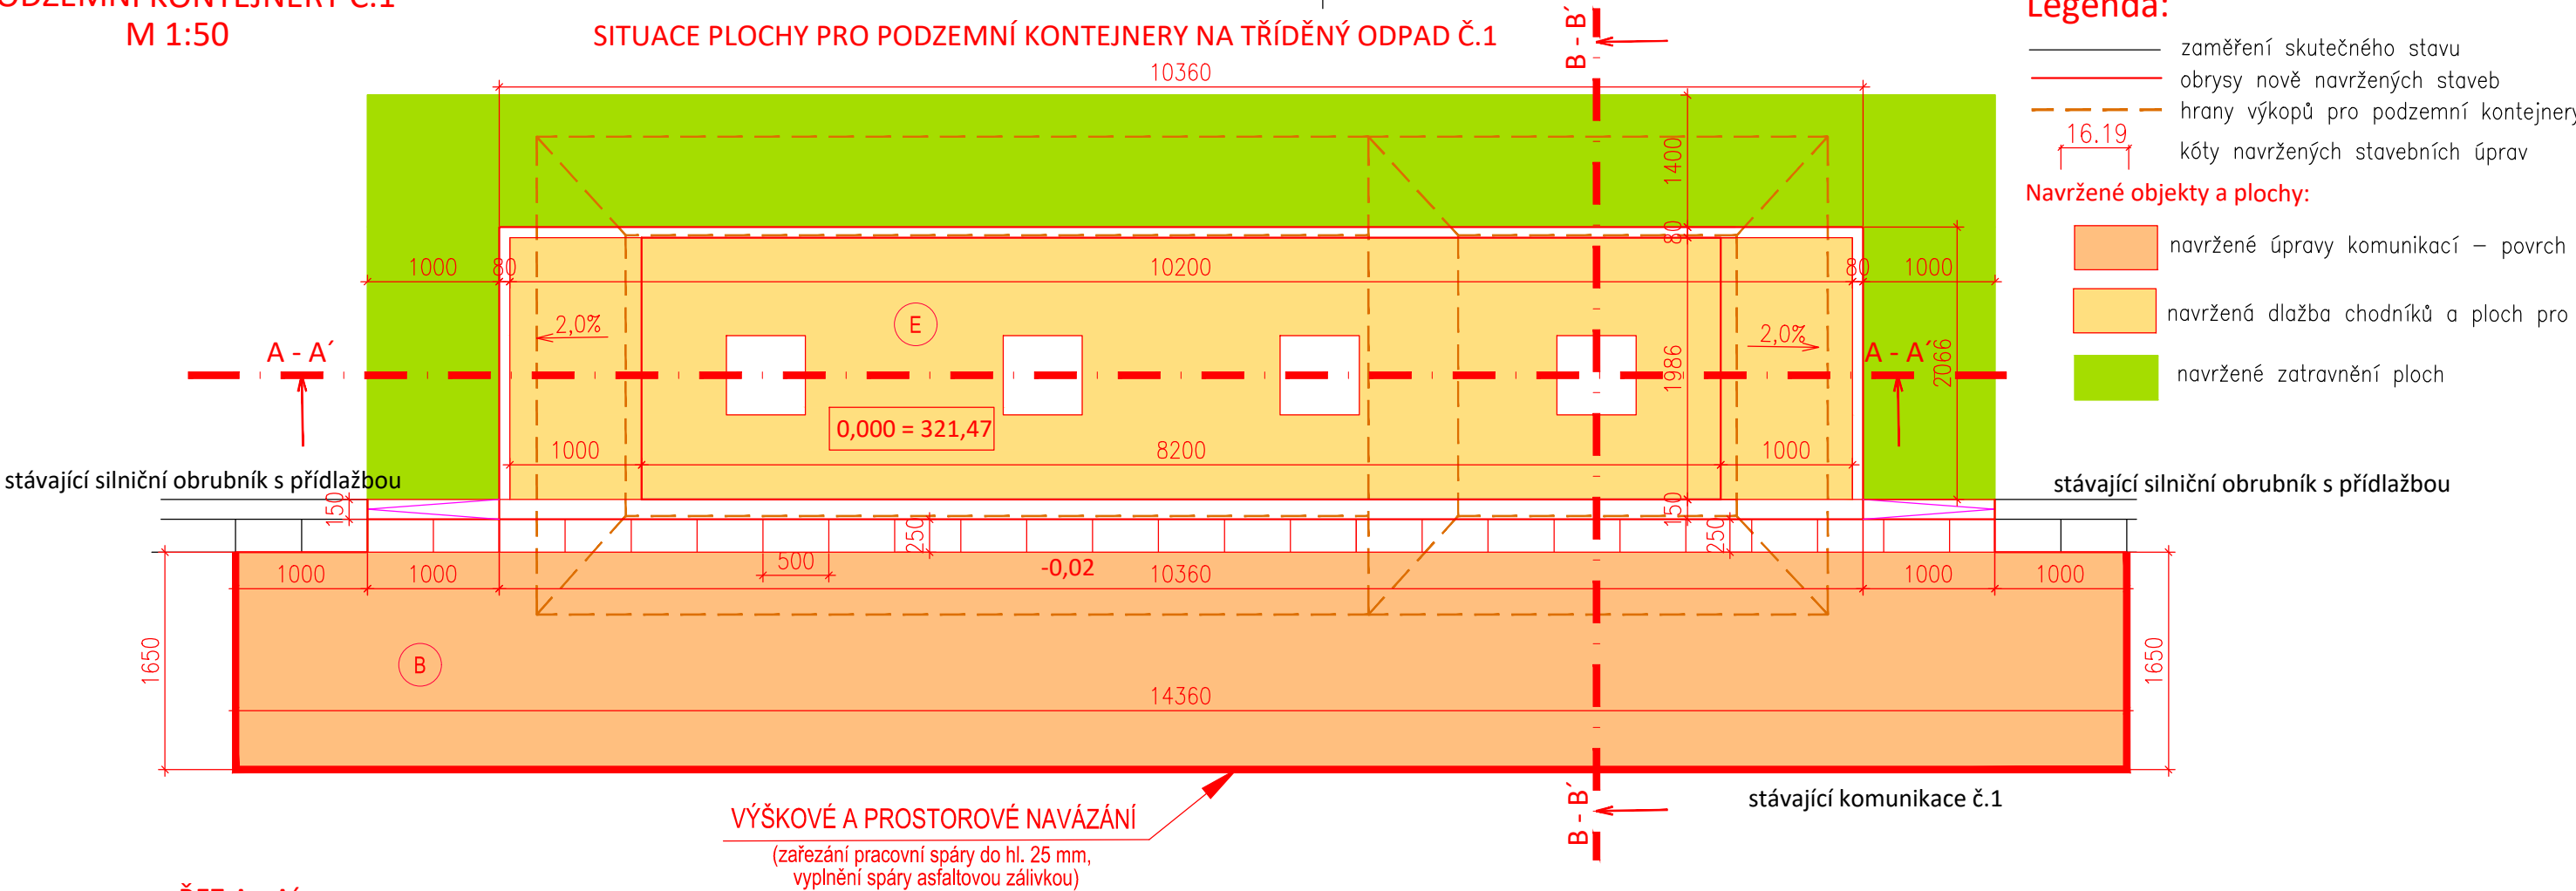 ODZEMNÍ KONTEJNERY Č.1
M 1:50
SITUACE PLOCHY PRO PODZEMNÍ KONTEJNERY NA TŘÍDĚNÝ ODPAD Č.1
B - B´
Legenda:
zaměření skutečného stavu
obrysy nově navržených staveb
hrany výkopů pro podzemní kontejnery
16.19
kóty navržených stavebních úprav
Navržené objekty a plochy:
navržené úpravy komunikací – povrch
navržená dlažba chodníků a ploch pro
navržené zatravnění ploch
10360
1400
80
1000
80
10200
80
1000
2,0%
E
2,0%
A - A´
1986
A - A´
2066
0,000 = 321,47
1000
8200
1000
stávající silniční obrubník s přídlažbou
stávající silniční obrubník s přídlažbou
150
250
150
250
1000
1000
500
-0,02
10360
1000
1000
1650
B
14360
1650
VÝŠKOVÉ A PROSTOROVÉ NAVÁZÁNÍ
(zařezání pracovní spáry do hl. 25 mm,
vyplnění spáry asfaltovou zálivkou)
B - B´
stávající komunikace č.1